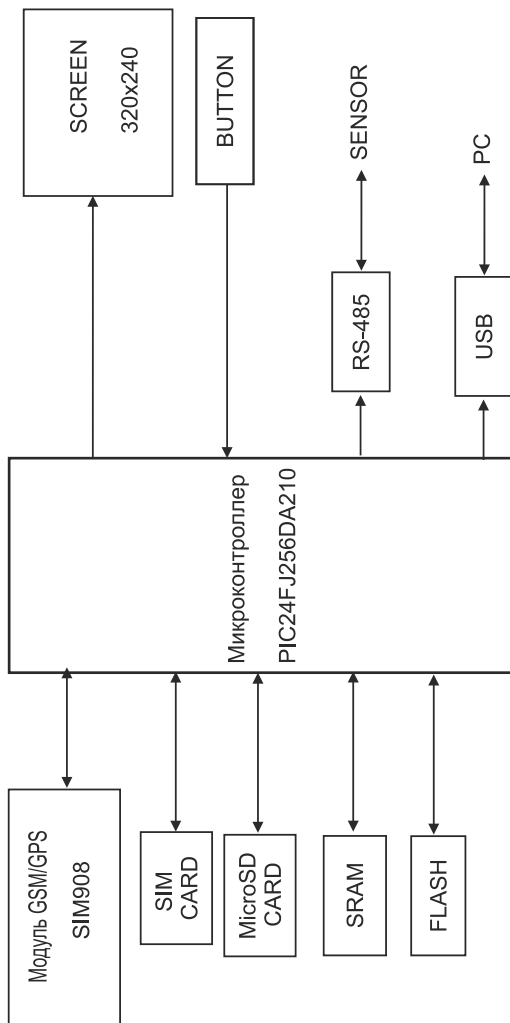 Модуль GSM/GPS
SIM908
SIM
CARD
MicroSD
CARD
SRAM
FLASH
Микроконтроллер
PIC24FJ256DA210
SCREEN
320x240
BUTTON
RS-485
SENSOR
USB
PC